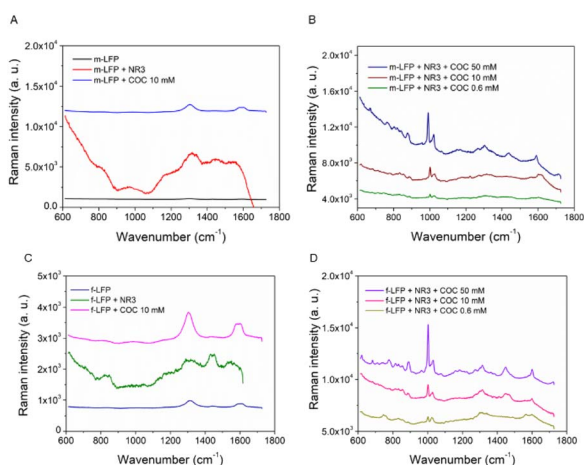 A
2.0x10⁴
1.5x10⁴
1.0x10⁴
5.0x10³
0.0
Raman intensity (a. u.)
m-LFP
m-LFP + NR3
m-LFP + COC 10 mM
600 800 1000 1200 1400 1600 1800
Wavenumber (cm⁻¹)
B
2.0x10⁴
1.6x10⁴
1.2x10⁴
8.0x10³
4.0x10³
Raman intensity (a. u.)
m-LFP + NR3 + COC 50 mM
m-LFP + NR3 + COC 10 mM
m-LFP + NR3 + COC 0.6 mM
600 800 1000 1200 1400 1600 1800
Wavenumber (cm⁻¹)
C
5x10³
4x10³
3x10³
2x10³
1x10³
0
Raman intensity (a. u.)
f-LFP
f-LFP + NR3
f-LFP + COC 10 mM
600 800 1000 1200 1400 1600 1800
Wavenumber (cm⁻¹)
D
2.0x10⁴
1.5x10⁴
1.0x10⁴
5.0x10³
Raman intensity (a. u.)
f-LFP + NR3 + COC 50 mM
f-LFP + NR3 + COC 10 mM
f-LFP + NR3 + COC 0.6 mM
600 800 1000 1200 1400 1600 1800
Wavenumber (cm⁻¹)